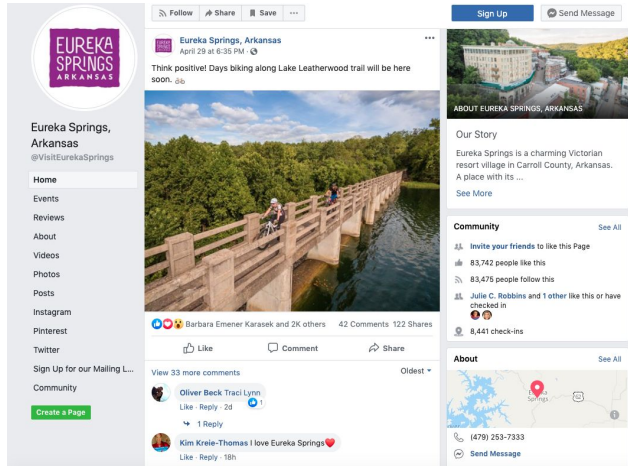 EUREKA
SPRINGS
ARKANSAS
Eureka Springs,
Arkansas
@VisitEurekaSprings
Home
Events
Reviews
About
Videos
Photos
Posts
Instagram
Pinterest
Twitter
Sign Up for our Mailing L...
Community
Create a Page
Follow Share Save ...
Eureka Springs, Arkansas
April 29 at 6:35 PM ·
Think positive! Days biking along Lake Leatherwood trail will be here
soon. 🚲
Barbara Emener Karasek and 2K others 42 Comments 122 Shares
Like Comment Share
View 33 more comments Oldest
Oliver Beck Traci Lynn
1
Like · Reply · 2d
1 Reply
Kim Kreie-Thomas I love Eureka Springs❤️
Like · Reply · 18h
Sign Up Send Message
ABOUT EUREKA SPRINGS, ARKANSAS
Our Story
Eureka Springs is a charming Victorian
resort village in Carroll County, Arkansas.
A place with its ...
See More
Community See All
Invite your friends to like this Page
83,742 people like this
83,475 people follow this
Julie C. Robbins and 1 other like this or have
checked in
8,441 check-ins
About See All
Eureka
Springs
(479) 253-7333
Send Message